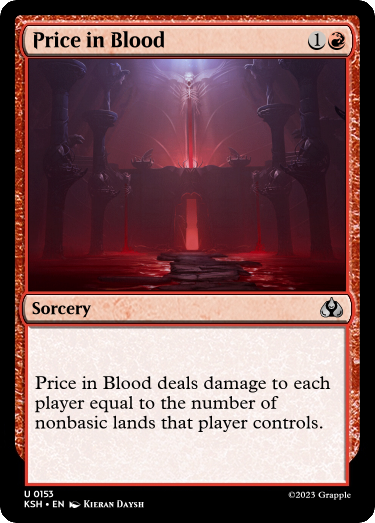 Price in Blood 1
Sorcery
Price in Blood deals damage to each
player equal to the number of
nonbasic lands that player controls.
U 0153
KSH • EN Kieran Daysh
©2023 Grapple